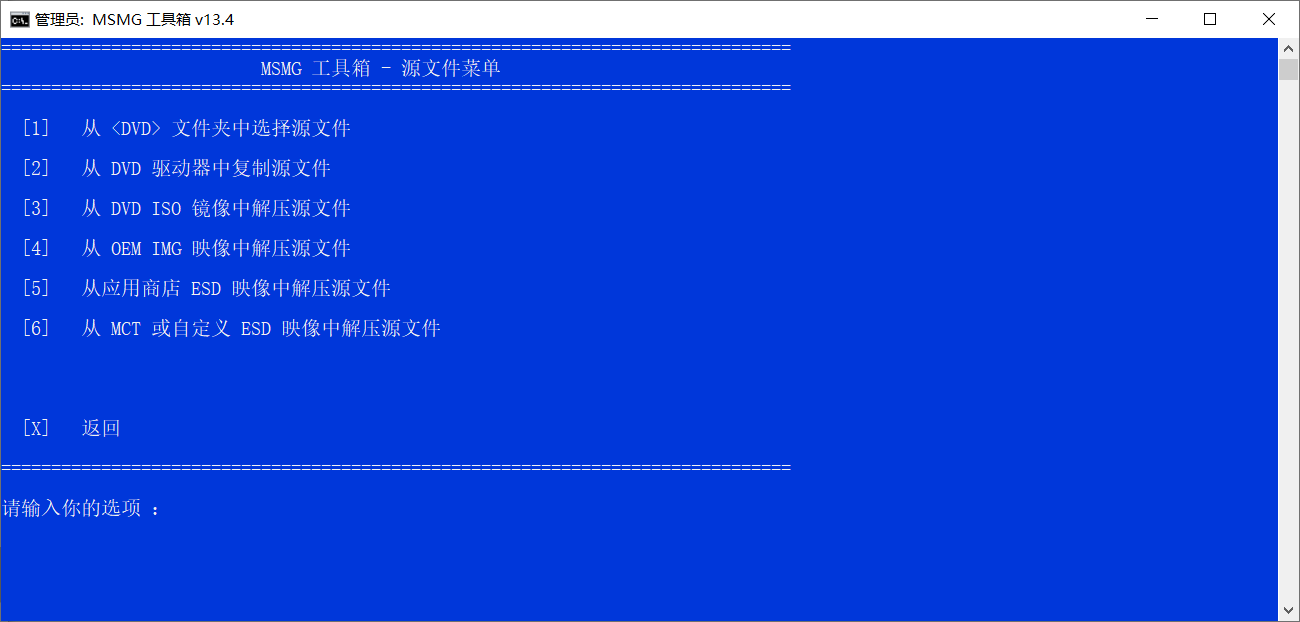 管理员: MSMG 工具箱 v13.4
===============================================================================
MSMG 工具箱 - 源文件菜单
===============================================================================
[1] 从 <DVD> 文件夹中选择源文件
[2] 从 DVD 驱动器中复制源文件
[3] 从 DVD ISO 镜像中解压源文件
[4] 从 OEM IMG 映像中解压源文件
[5] 从应用商店 ESD 映像中解压源文件
[6] 从 MCT 或自定义 ESD 映像中解压源文件
[X] 返回
===============================================================================
请输入你的选项 :